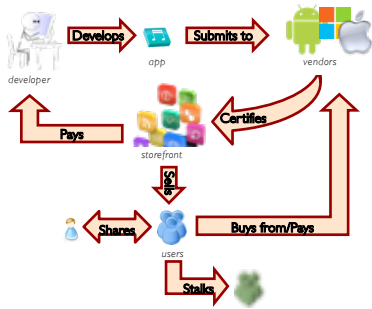 Develops
Submits to
developer
app
vendors
Certifies
Pays
storefront
Sells
Shares
Buys from/Pays
users
Stalks